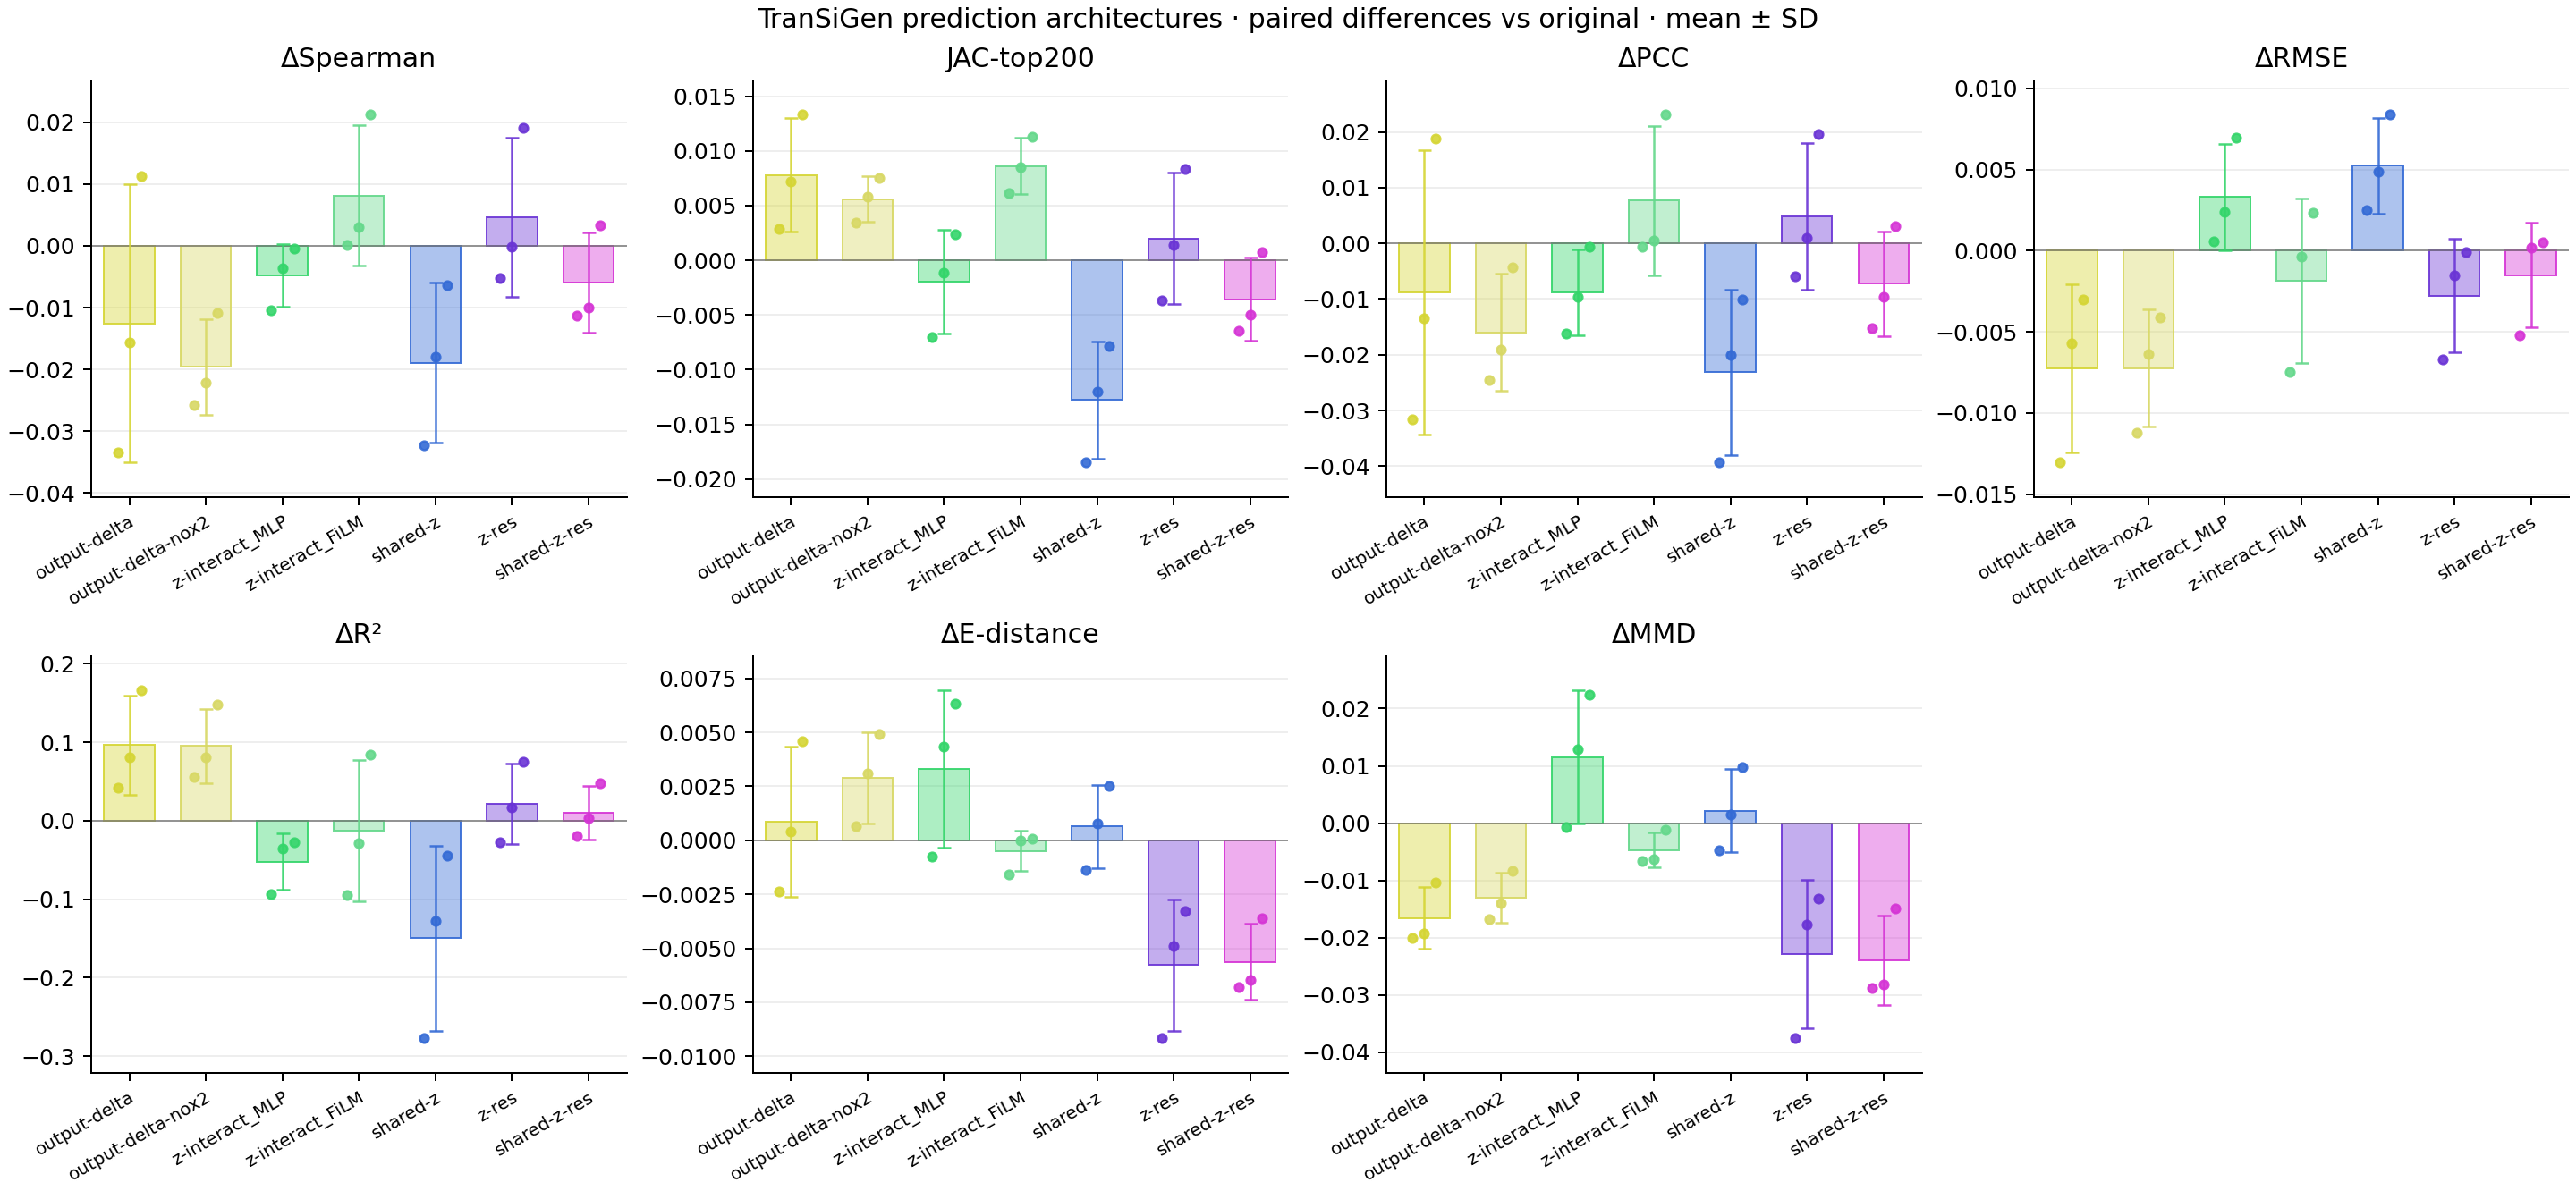 TranSiGen prediction architectures · paired differences vs original · mean ± SD
ΔSpearman
0.02
0.01
0.00
−0.01
−0.02
−0.03
−0.04
output-delta
output-delta-nox2
z-interact_MLP
z-interact_FiLM
shared-z
z-res
shared-z-res
JAC-top200
0.015
0.010
0.005
0.000
−0.005
−0.010
−0.015
−0.020
output-delta
output-delta-nox2
z-interact_MLP
z-interact_FiLM
shared-z
z-res
shared-z-res
ΔPCC
0.02
0.01
0.00
−0.01
−0.02
−0.03
−0.04
output-delta
output-delta-nox2
z-interact_MLP
z-interact_FiLM
shared-z
z-res
shared-z-res
ΔRMSE
0.010
0.005
0.000
−0.005
−0.010
−0.015
output-delta
output-delta-nox2
z-interact_MLP
z-interact_FiLM
shared-z
z-res
shared-z-res
ΔR²
0.2
0.1
0.0
−0.1
−0.2
−0.3
output-delta
output-delta-nox2
z-interact_MLP
z-interact_FiLM
shared-z
z-res
shared-z-res
ΔE-distance
0.0075
0.0050
0.0025
0.0000
−0.0025
−0.0050
−0.0075
−0.0100
output-delta
output-delta-nox2
z-interact_MLP
z-interact_FiLM
shared-z
z-res
shared-z-res
ΔMMD
0.02
0.01
0.00
−0.01
−0.02
−0.03
−0.04
output-delta
output-delta-nox2
z-interact_MLP
z-interact_FiLM
shared-z
z-res
shared-z-res